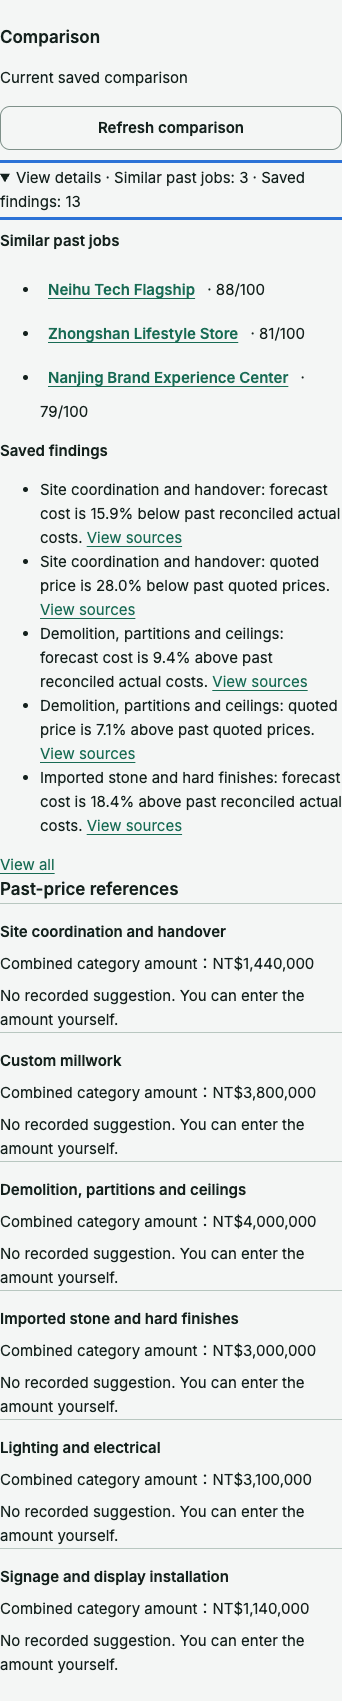 Comparison
Current saved comparison
Refresh comparison
▼ View details · Similar past jobs: 3 · Saved
findings: 13
Similar past jobs
• Neihu Tech Flagship · 88/100
• Zhongshan Lifestyle Store · 81/100
• Nanjing Brand Experience Center ·
79/100
Saved findings
• Site coordination and handover: forecast
cost is 15.9% below past reconciled actual
costs. View sources
• Site coordination and handover: quoted
price is 28.0% below past quoted prices.
View sources
• Demolition, partitions and ceilings:
forecast cost is 9.4% above past
reconciled actual costs. View sources
• Demolition, partitions and ceilings: quoted
price is 7.1% above past quoted prices.
View sources
• Imported stone and hard finishes: forecast
cost is 18.4% above past reconciled actual
costs. View sources
View all
Past-price references
Site coordination and handover
Combined category amount：NT$1,440,000
No recorded suggestion. You can enter the
amount yourself.
Custom millwork
Combined category amount：NT$3,800,000
No recorded suggestion. You can enter the
amount yourself.
Demolition, partitions and ceilings
Combined category amount：NT$4,000,000
No recorded suggestion. You can enter the
amount yourself.
Imported stone and hard finishes
Combined category amount：NT$3,000,000
No recorded suggestion. You can enter the
amount yourself.
Lighting and electrical
Combined category amount：NT$3,100,000
No recorded suggestion. You can enter the
amount yourself.
Signage and display installation
Combined category amount：NT$1,140,000
No recorded suggestion. You can enter the
amount yourself.